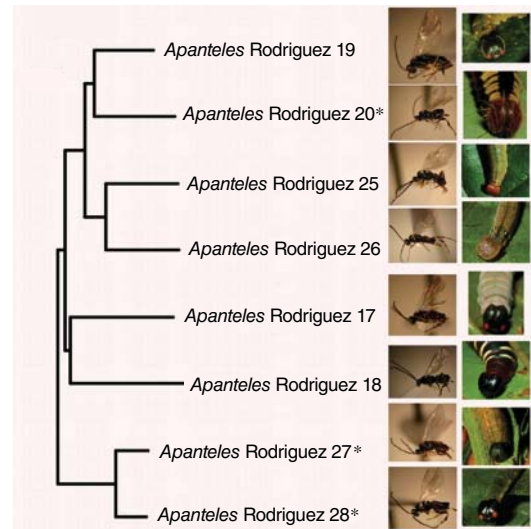 Apanteles Rodriguez 19
Apanteles Rodriguez 20*
Apanteles Rodriguez 25
Apanteles Rodriguez 26
Apanteles Rodriguez 17
Apanteles Rodriguez 18
Apanteles Rodriguez 27*
Apanteles Rodriguez 28*